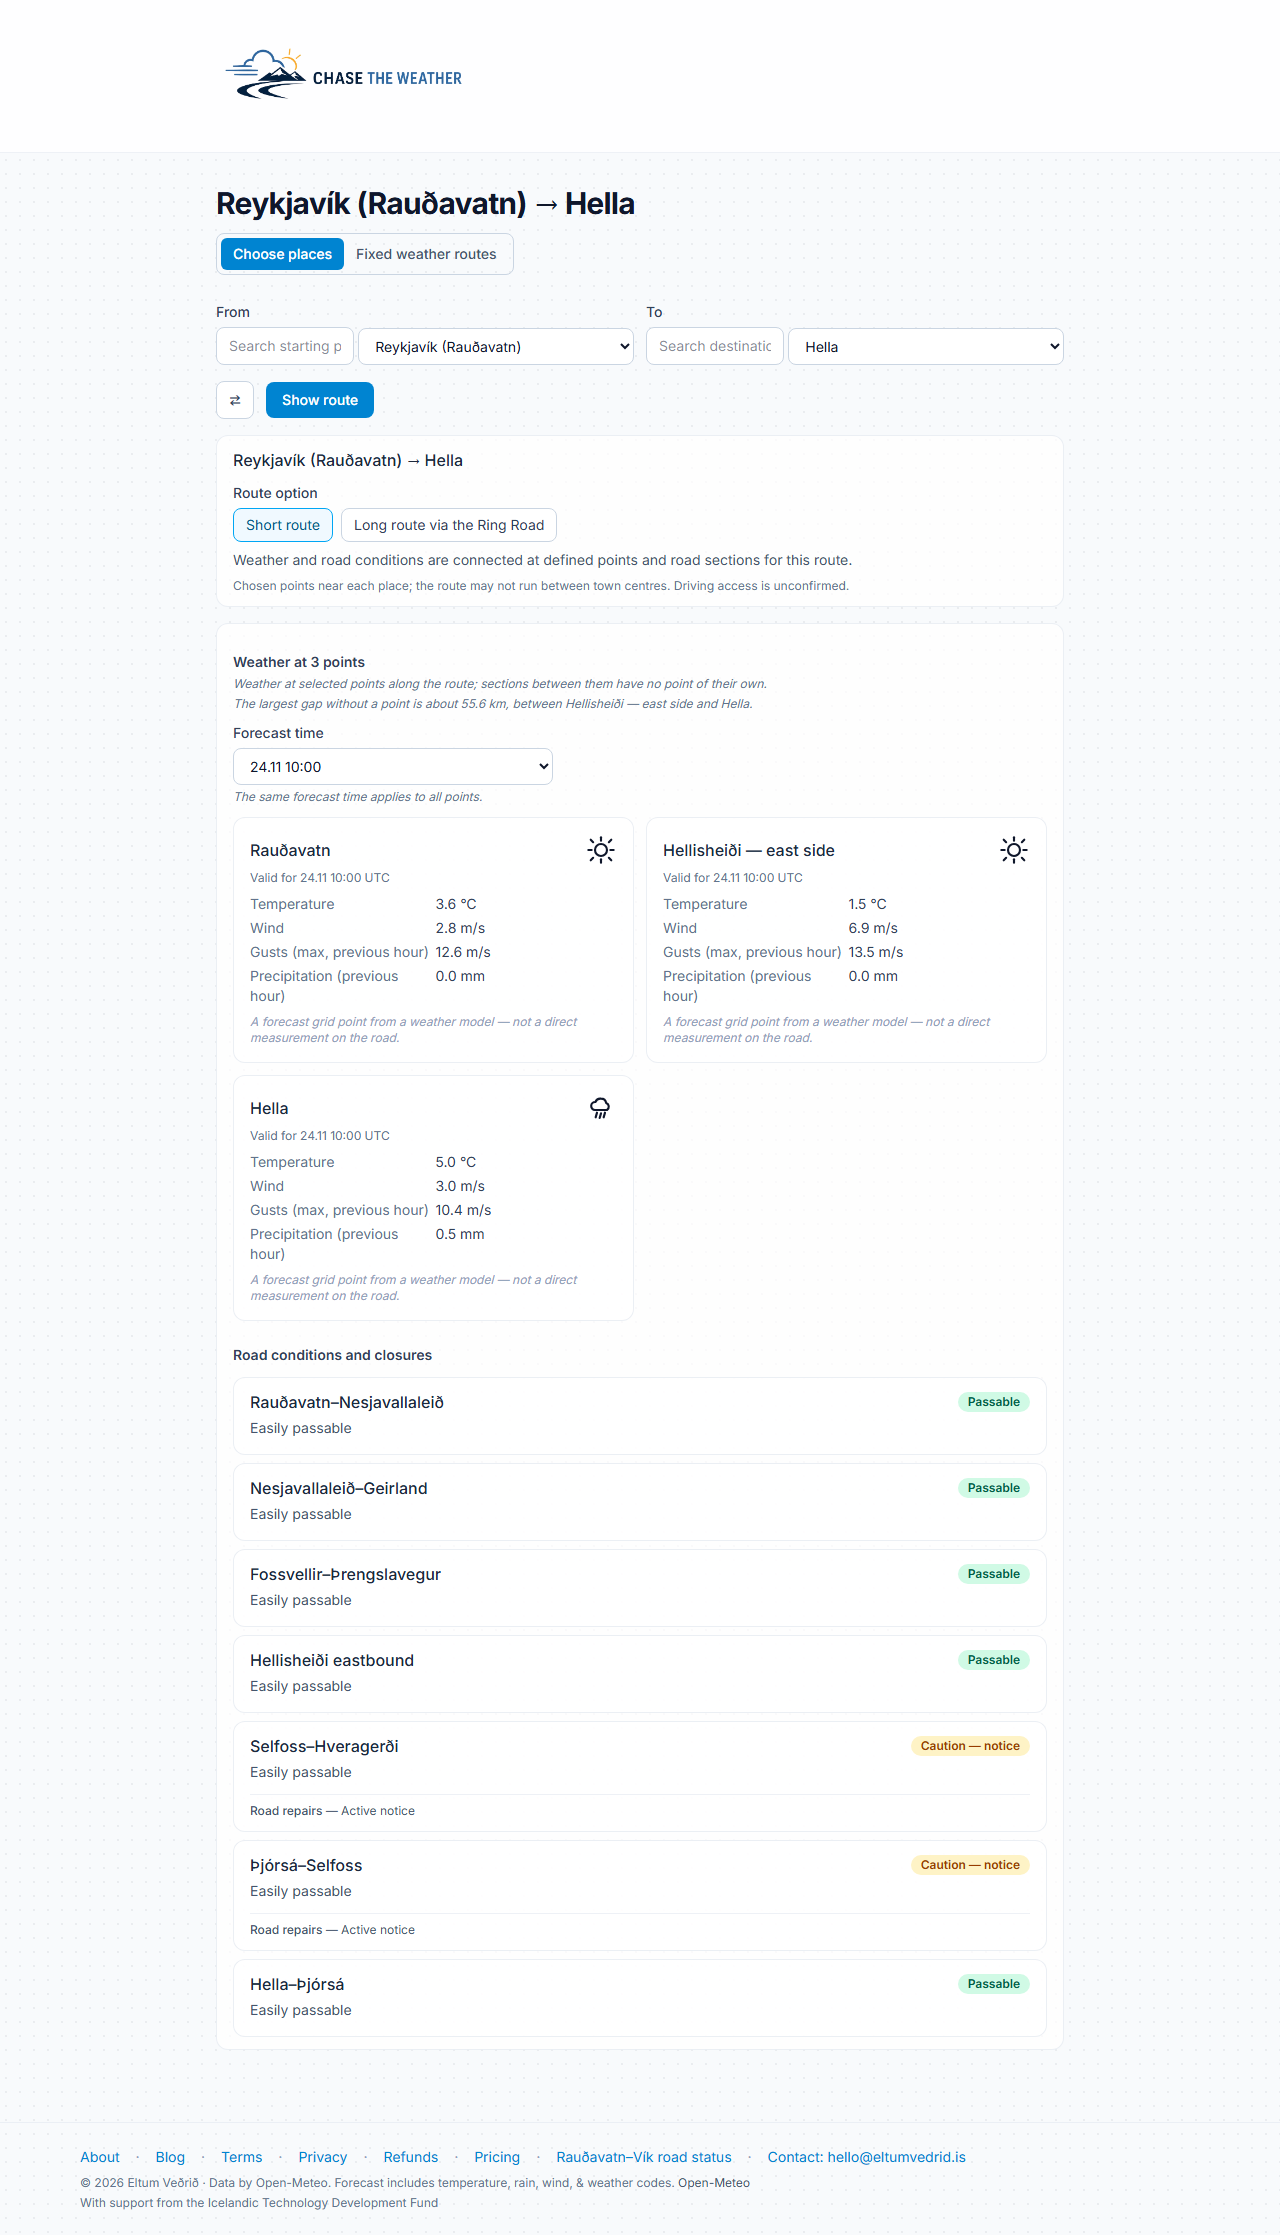 CHASE THE WEATHER
Reykjavík (Rauðavatn) → Hella
Choose places
Fixed weather routes
From
To
Search starting p
Reykjavík (Rauðavatn)
Search destinatic
Hella
⇄
Show route
Reykjavík (Rauðavatn) → Hella
Route option
Short route
Long route via the Ring Road
Weather and road conditions are connected at defined points and road sections for this route.
Chosen points near each place; the route may not run between town centres. Driving access is unconfirmed.
Weather at 3 points
Weather at selected points along the route; sections between them have no point of their own.
The largest gap without a point is about 55.6 km, between Hellisheiði — east side and Hella.
Forecast time
24.11 10:00
The same forecast time applies to all points.
Rauðavatn
Valid for 24.11 10:00 UTC
Temperature 3.6 °C
Wind 2.8 m/s
Gusts (max, previous hour) 12.6 m/s
Precipitation (previous 0.0 mm
hour)
A forecast grid point from a weather model — not a direct
measurement on the road.
Hellisheiði — east side
Valid for 24.11 10:00 UTC
Temperature 1.5 °C
Wind 6.9 m/s
Gusts (max, previous hour) 13.5 m/s
Precipitation (previous 0.0 mm
hour)
A forecast grid point from a weather model — not a direct
measurement on the road.
Hella
Valid for 24.11 10:00 UTC
Temperature 5.0 °C
Wind 3.0 m/s
Gusts (max, previous hour) 10.4 m/s
Precipitation (previous 0.5 mm
hour)
A forecast grid point from a weather model — not a direct
measurement on the road.
Road conditions and closures
Rauðavatn–Nesjavallaleið Passable
Easily passable
Nesjavallaleið–Geirland Passable
Easily passable
Fossvellir–Þrengslavegur Passable
Easily passable
Hellisheiði eastbound Passable
Easily passable
Selfoss–Hveragerði Caution — notice
Easily passable
Road repairs — Active notice
Þjórsá–Selfoss Caution — notice
Easily passable
Road repairs — Active notice
Hella–Þjórsá Passable
Easily passable
About · Blog · Terms · Privacy · Refunds · Pricing · Rauðavatn–Vík road status · Contact: hello@eltumvedrid.is
© 2026 Eltum Veðrið · Data by Open-Meteo. Forecast includes temperature, rain, wind, & weather codes. Open-Meteo
With support from the Icelandic Technology Development Fund